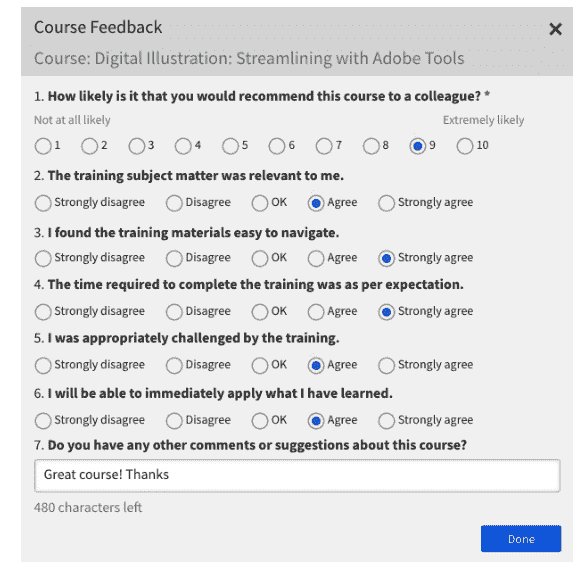 Course Feedback
Course: Digital Illustration: Streamlining with Adobe Tools
1. How likely is it that you would recommend this course to a colleague? *
Not at all likely Extremely likely
1 2 3 4 5 6 7 8 9 10
2. The training subject matter was relevant to me.
Strongly disagree Disagree OK Agree Strongly agree
3. I found the training materials easy to navigate.
Strongly disagree Disagree OK Agree Strongly agree
4. The time required to complete the training was as per expectation.
Strongly disagree Disagree OK Agree Strongly agree
5. I was appropriately challenged by the training.
Strongly disagree Disagree OK Agree Strongly agree
6. I will be able to immediately apply what I have learned.
Strongly disagree Disagree OK Agree Strongly agree
7. Do you have any other comments or suggestions about this course?
Great course! Thanks
480 characters left
Done